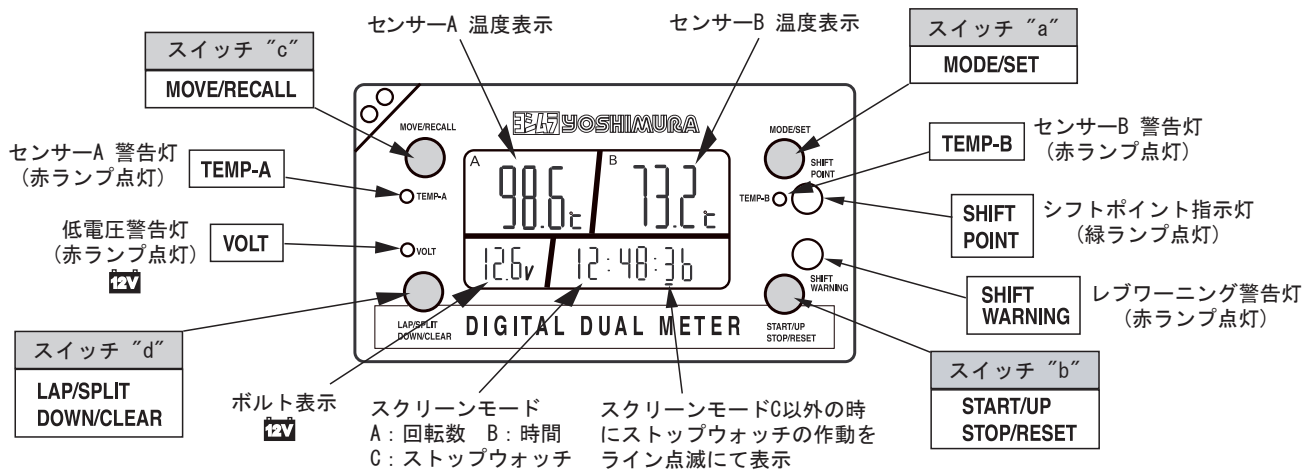 センサーA 温度表示
センサーB 温度表示
スイッチ "c"
MOVE/RECALL
スイッチ "a"
MODE/SET
センサーA 警告灯
(赤ランプ点灯)
TEMP-A
低電圧警告灯
(赤ランプ点灯)
12V
VOLT
スイッチ "d"
LAP/SPLIT
DOWN/CLEAR
MOVE/RECALL
ヨシムラ YOSHIMURA
MODE/SET
SHIFT
POINT
TEMP-A
TEMP-B
VOLT
A
98.6℃
B
73.2℃
12.6V
12:48:36
SHIFT
WARNING
LAP/SPLIT
DOWN/CLEAR
DIGITAL DUAL METER
START/UP
STOP/RESET
TEMP-B
センサーB 警告灯
(赤ランプ点灯)
SHIFT
POINT
シフトポイント指示灯
(緑ランプ点灯)
SHIFT
WARNING
レブワーニング警告灯
(赤ランプ点灯)
スイッチ "b"
START/UP
STOP/RESET
ボルト表示
12V
スクリーンモード
A:回転数 B:時間
C:ストップウォッチ
スクリーンモードC以外の時
にストップウォッチの作動を
ライン点滅にて表示